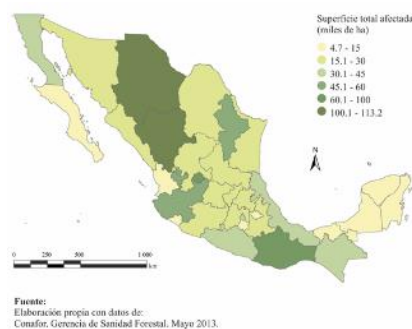 Superficie total afectada
(miles de ha)
4.7 - 15
15.1 - 30
30.1 - 45
45.1 - 60
60.1 - 100
100.1 - 113.2
N
0 250 500 1 000
km
Fuente:
Elaboración propia con datos de:
Conafor. Gerencia de Sanidad Forestal. Mayo 2013.